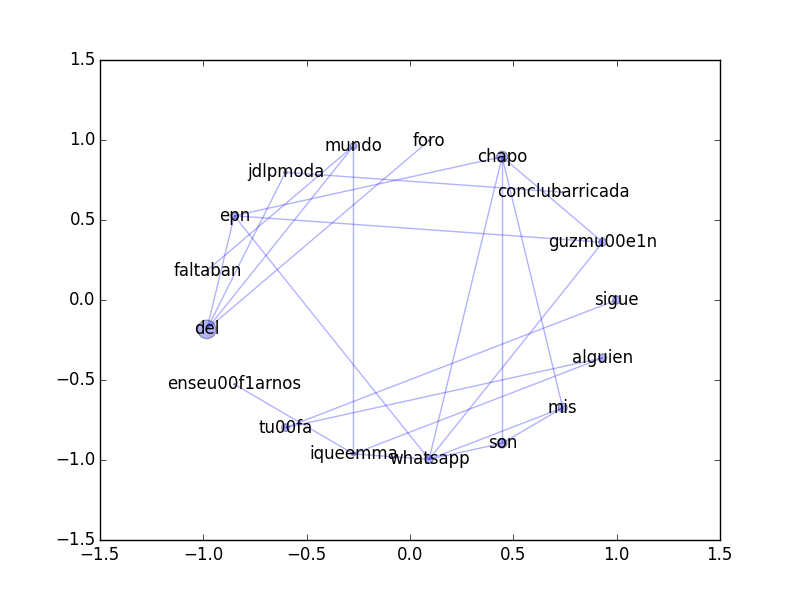 1.5
1.0
0.5
0.0
−0.5
−1.0
−1.5
−1.5
−1.0
−0.5
0.0
0.5
1.0
1.5
foro
mundo
chapo
jdlpmoda
conclubarricada
epn
guzmu00e1n
faltaban
sigue
del
alguien
enseu00f1arnos
mis
tu00fa
son
iqueemma
whatsapp